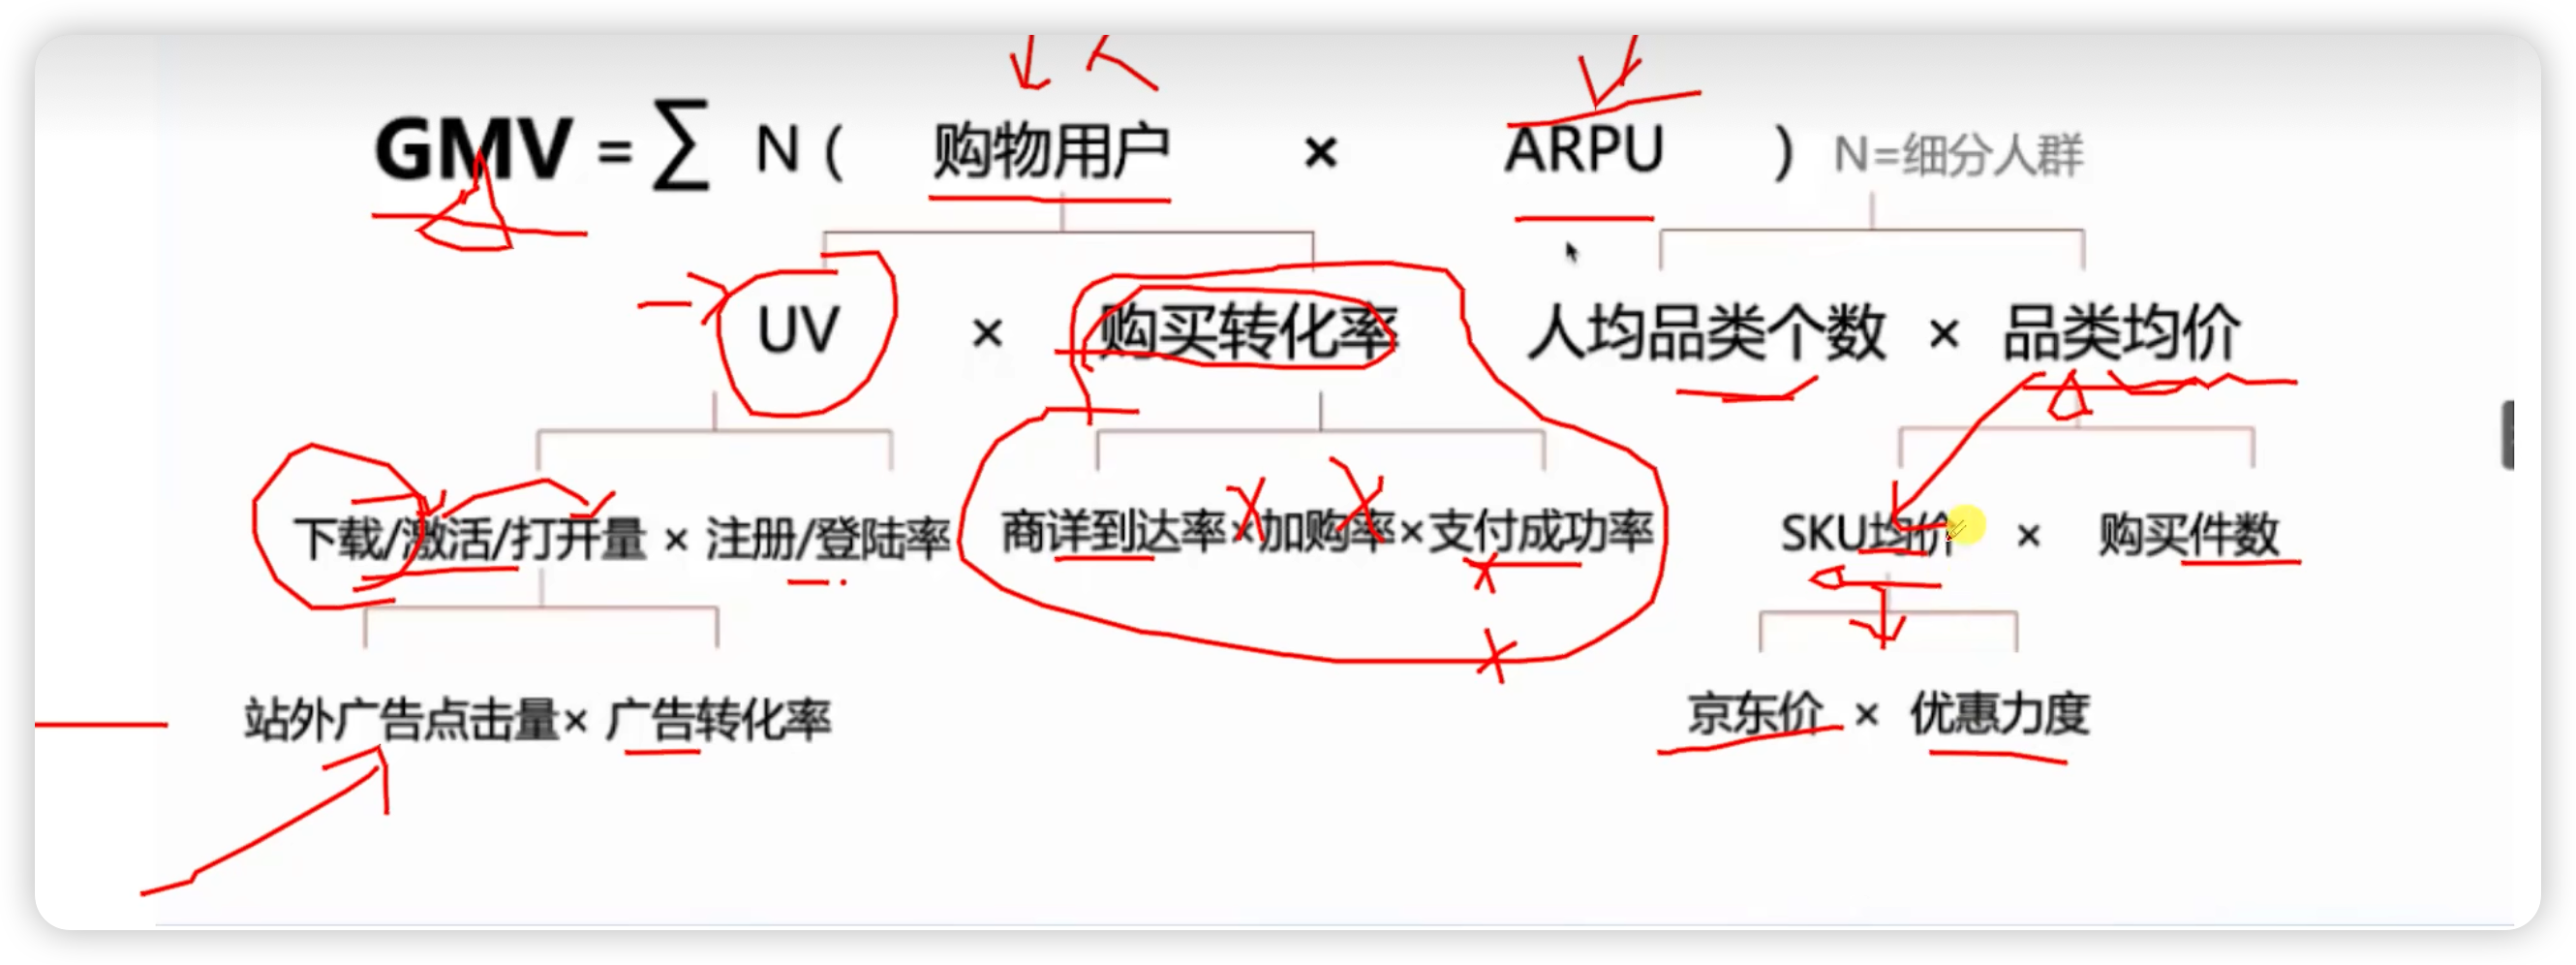 GMV = ∑ N ( 购物用户 × ARPU ) N=细分人群
UV × 购买转化率 人均品类个数 × 品类均价
下载/激活/打开量 × 注册/登陆率 商详到达率×加购率×支付成功率 SKU均价 × 购买件数
站外广告点击量× 广告转化率 京东价 × 优惠力度